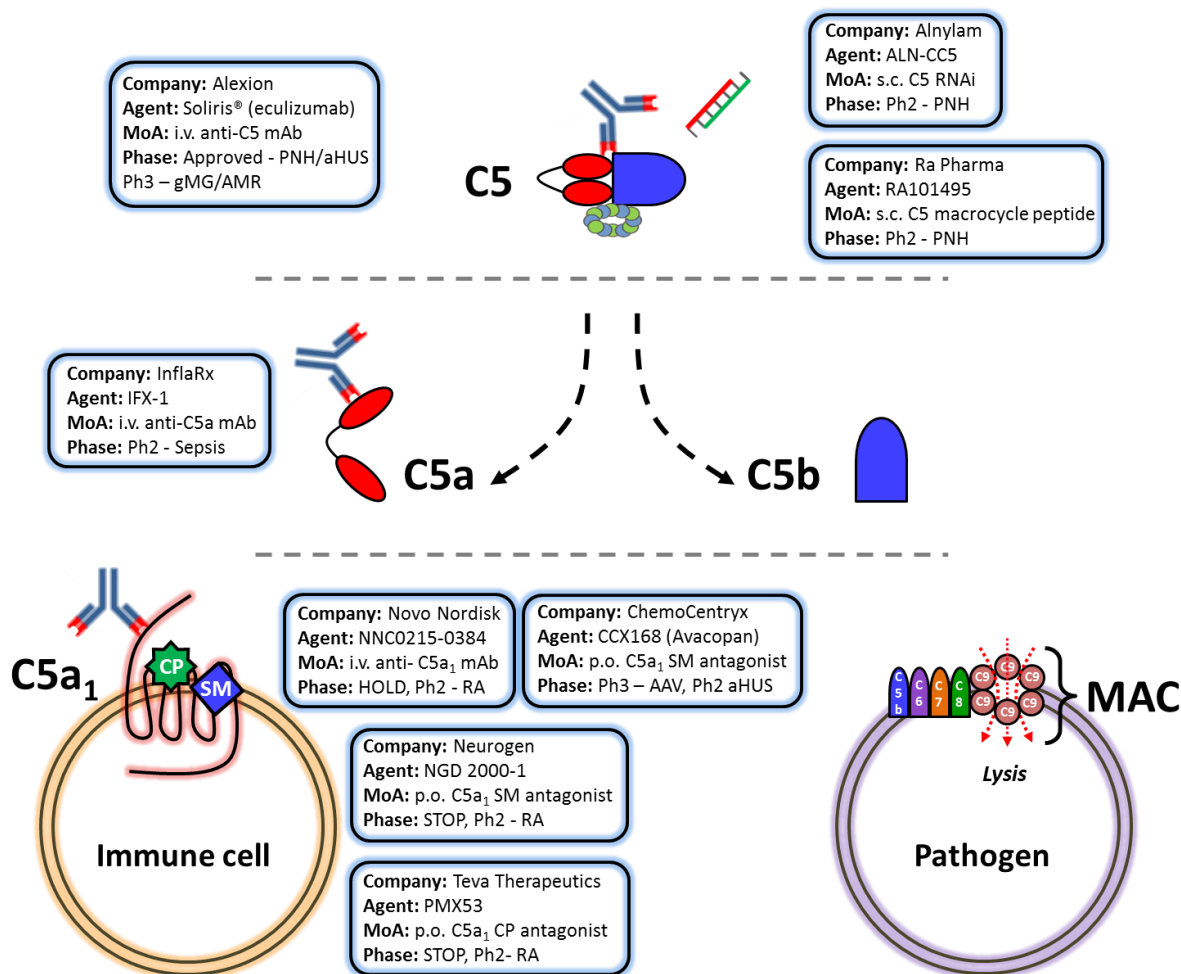 Company: Alexion
Agent: Soliris® (eculizumab)
MoA: i.v. anti-C5 mAb
Phase: Approved - PNH/aHUS
Ph3 – gMG/AMR
C5
Company: Alnylam
Agent: ALN-CC5
MoA: s.c. C5 RNAi
Phase: Ph2 - PNH
Company: Ra Pharma
Agent: RA101495
MoA: s.c. C5 macrocycle peptide
Phase: Ph2 - PNH
Company: InflaRx
Agent: IFX-1
MoA: i.v. anti-C5a mAb
Phase: Ph2 - Sepsis
C5a
C5b
C5a₁
CP
SM
Immune cell
Company: Novo Nordisk
Agent: NNC0215-0384
MoA: i.v. anti- C5a₁ mAb
Phase: HOLD, Ph2 - RA
Company: ChemoCentryx
Agent: CCX168 (Avacopan)
MoA: p.o. C5a₁ SM antagonist
Phase: Ph3 – AAV, Ph2 aHUS
Company: Neurogen
Agent: NGD 2000-1
MoA: p.o. C5a₁ SM antagonist
Phase: STOP, Ph2 - RA
Company: Teva Therapeutics
Agent: PMX53
MoA: p.o. C5a₁ CP antagonist
Phase: STOP, Ph2- RA
C5b
C6
C7
C8
C9
C9
C9
C9
C9
C9
MAC
Lysis
Pathogen